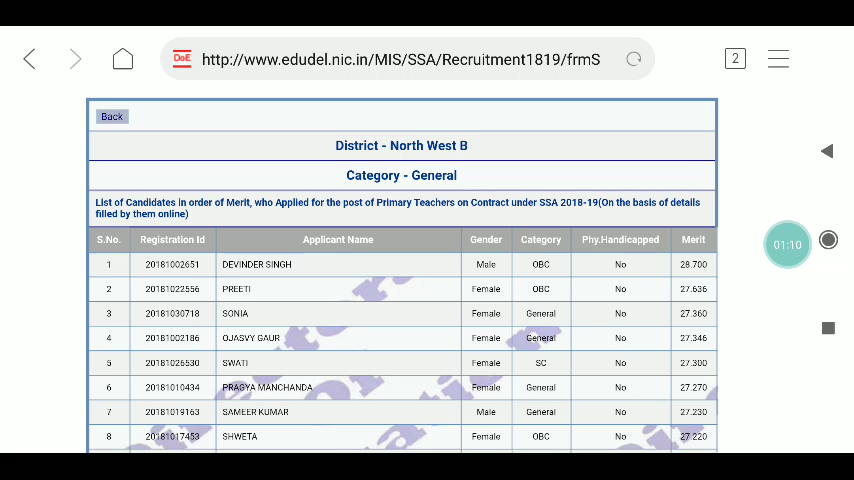 DoE http://www.edudel.nic.in/MIS/SSA/Recruitment1819/frmS 2
Back
District - North West B
Category - General
List of Candidates in order of Merit, who Applied for the post of Primary Teachers on Contract under SSA 2018-19(On the basis of details
filled by them online)
S.No. Registration Id Applicant Name Gender Category Phy.Handicapped Merit
1 20181002651 DEVINDER SINGH Male OBC No 28.700
2 20181022556 PREETI Female OBC No 27.636
3 20181030718 SONIA Female General No 27.360
4 20181002186 OJASVY GAUR Female General No 27.346
5 20181026530 SWATI Female SC No 27.300
6 20181010434 PRAGYA MANCHANDA Female General No 27.270
7 20181019163 SAMEER KUMAR Male General No 27.230
8 20181017453 SHWETA Female OBC No 27.220
01:10